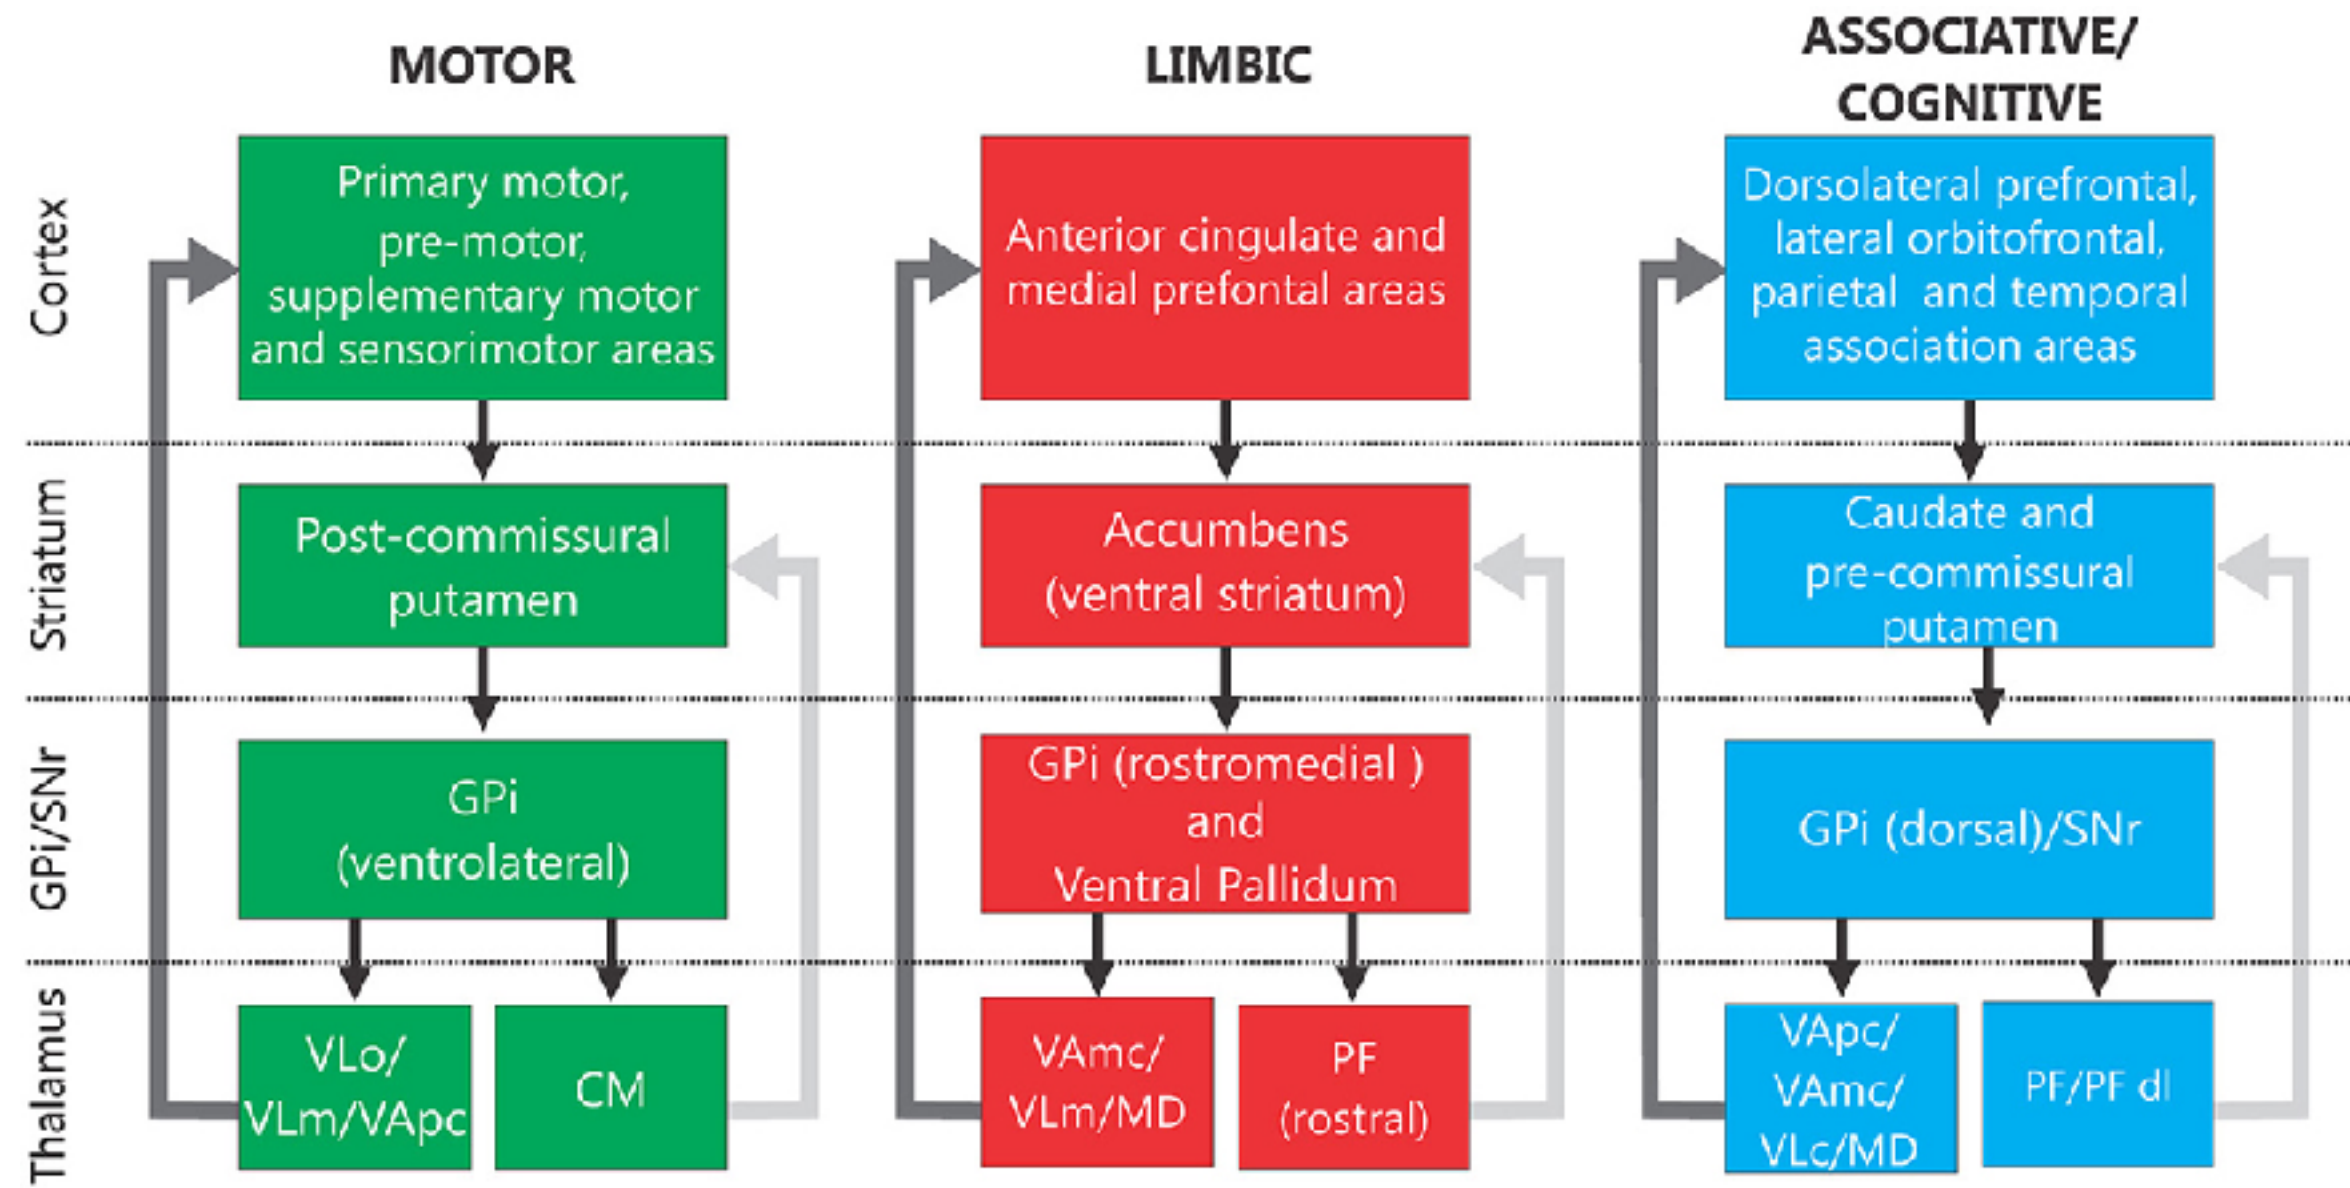 MOTOR
LIMBIC
ASSOCIATIVE/
COGNITIVE
Cortex
Primary motor,
pre-motor,
supplementary motor
and sensorimotor areas
Anterior cingulate and
medial prefontal areas
Dorsolateral prefrontal,
lateral orbitofrontal,
parietal and temporal
association areas
Striatum
Post-commissural
putamen
Accumbens
(ventral striatum)
Caudate and
pre-commissural
putamen
GPi/SNr
GPi
(ventrolateral)
GPi (rostromedial )
and
Ventral Pallidum
GPi (dorsal)/SNr
Thalamus
VLo/
VLm/VApc
CM
VAmc/
VLm/MD
PF
(rostral)
VApc/
VAmc/
VLc/MD
PF/PF dl